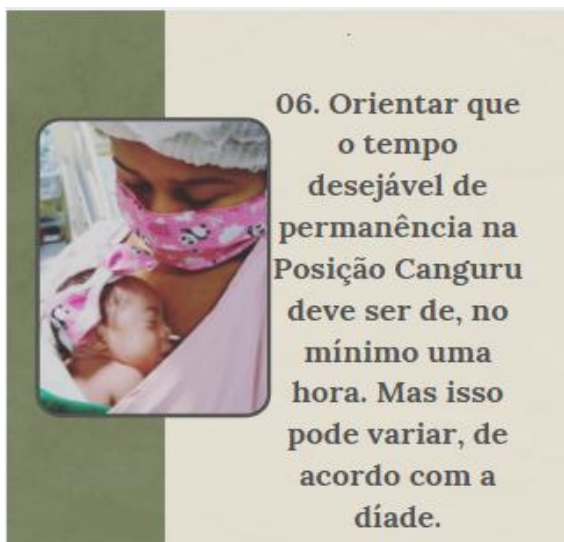 06. Orientar que
o tempo
desejável de
permanência na
Posição Canguru
deve ser de, no
mínimo uma
hora. Mas isso
pode variar, de
acordo com a
díade.